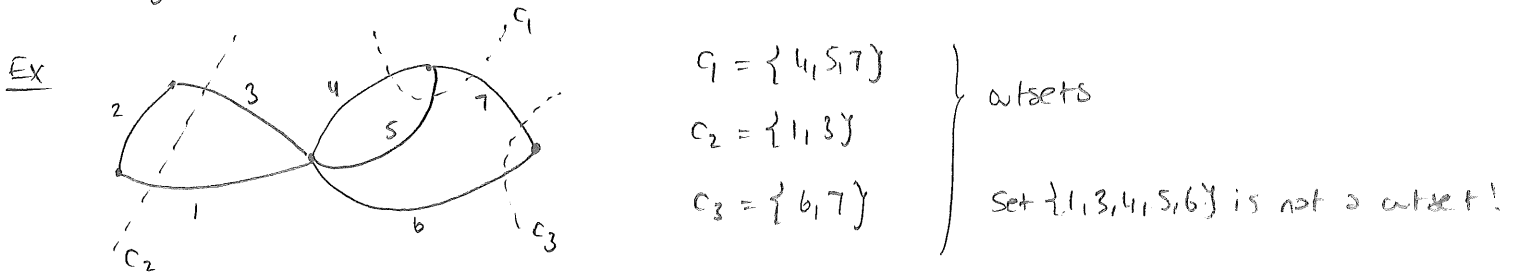 C1
Ex
2
3
4
5
7
1
6
C2
C3
C1 = {4,5,7}
C2 = {1,3}
C3 = {6,7}
cutsets
Set {1,3,4,5,6} is not a cutset!